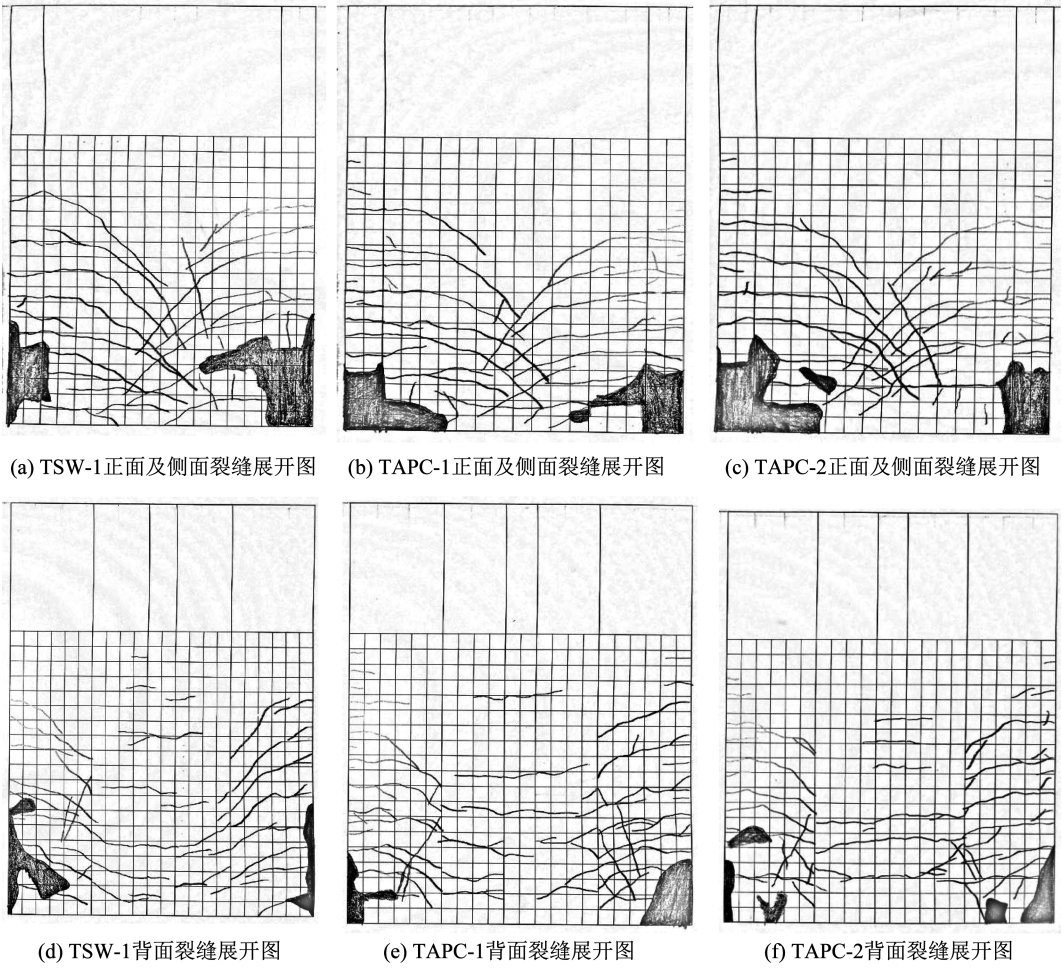 (a) TSW-1正面及侧面裂缝展开图
(b) TAPC-1正面及侧面裂缝展开图
(c) TAPC-2正面及侧面裂缝展开图
(d) TSW-1背面裂缝展开图
(e) TAPC-1背面裂缝展开图
(f) TAPC-2背面裂缝展开图